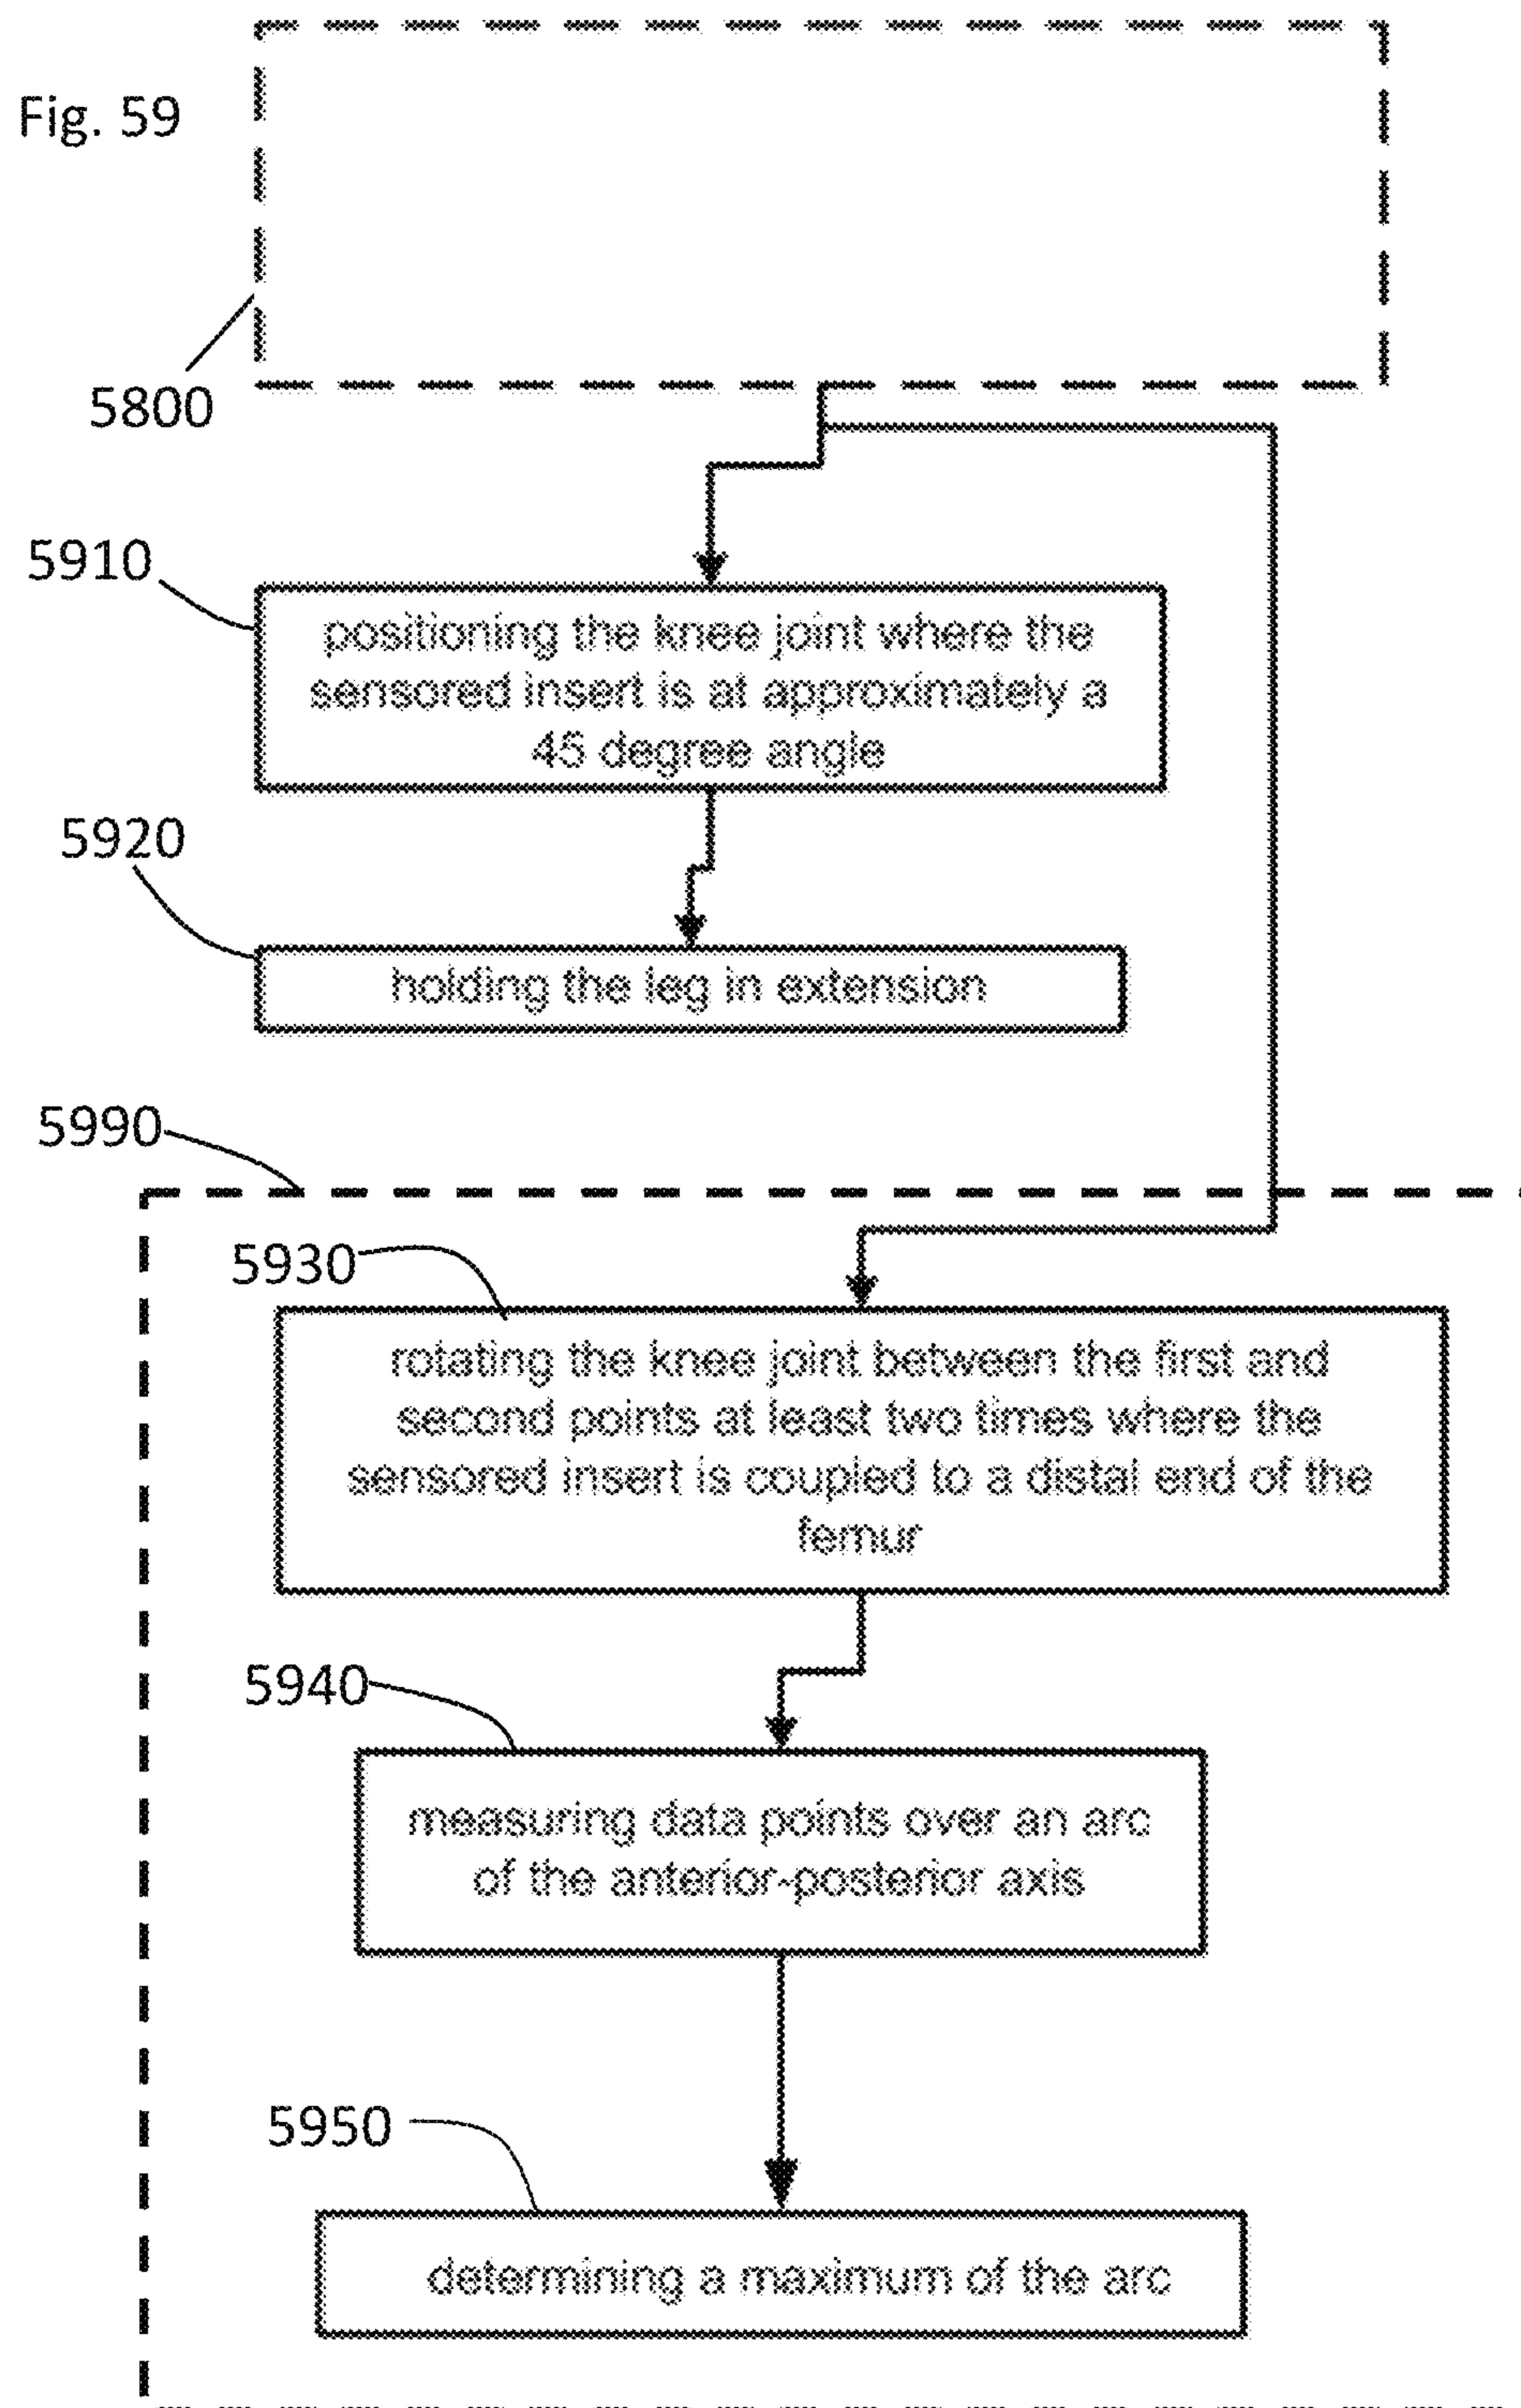 Fig. 59
5800
5910
positioning the knee joint where the
sensored insert is at approximately a
45 degree angle
5920
holding the leg in extension
5990
5930
rotating the knee joint between the first and
second points at least two times where the
sensored insert is coupled to a distal end of the
femur
5940
measuring data points over an arc
of the anterior-posterior axis
5950
determining a maximum of the arc